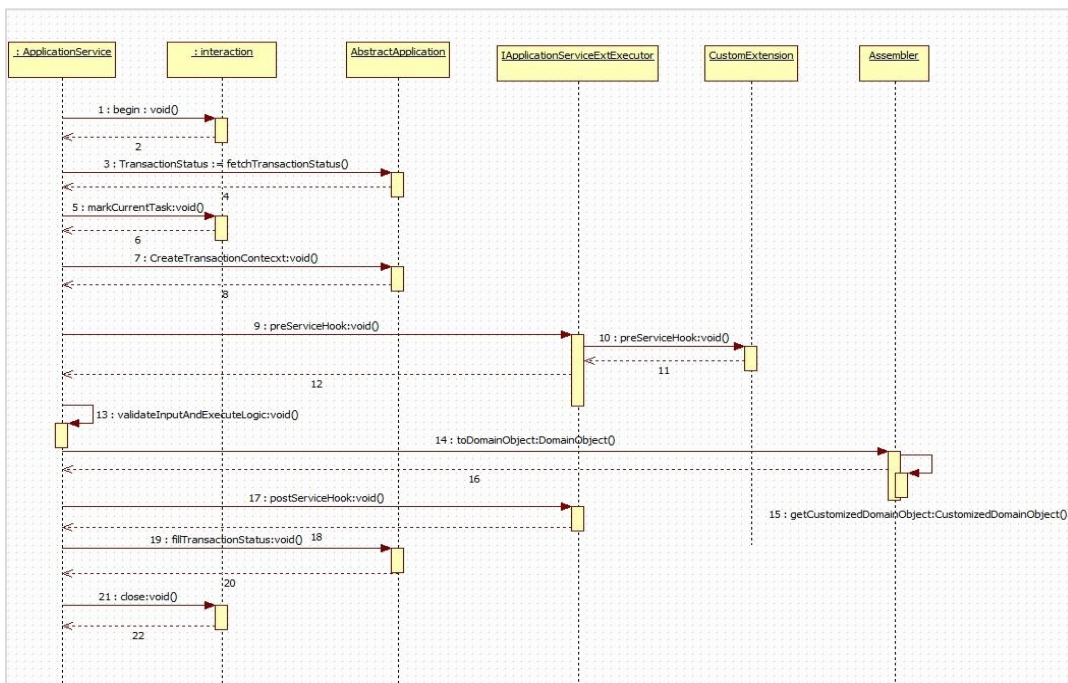 : ApplicationService
: interaction
AbstractApplication
IApplicationServiceExtExecutor
CustomExtension
Assembler
1 : begin : void()
2
3 : TransactionStatus := fetchTransactionStatus()
4
5 : markCurrentTask:void()
6
7 : CreateTransactionContecxt:void()
8
9 : preServiceHook:void()
10 : preServiceHook:void()
11
12
13 : validateInputAndExecuteLogic:void()
14 : toDomainObject:DomainObject()
16
17 : postServiceHook:void()
15 : getCustomizedDomainObject:CustomizedDomainObject()
18
19 : fillTransactionStatus:void()
20
21 : close:void()
22